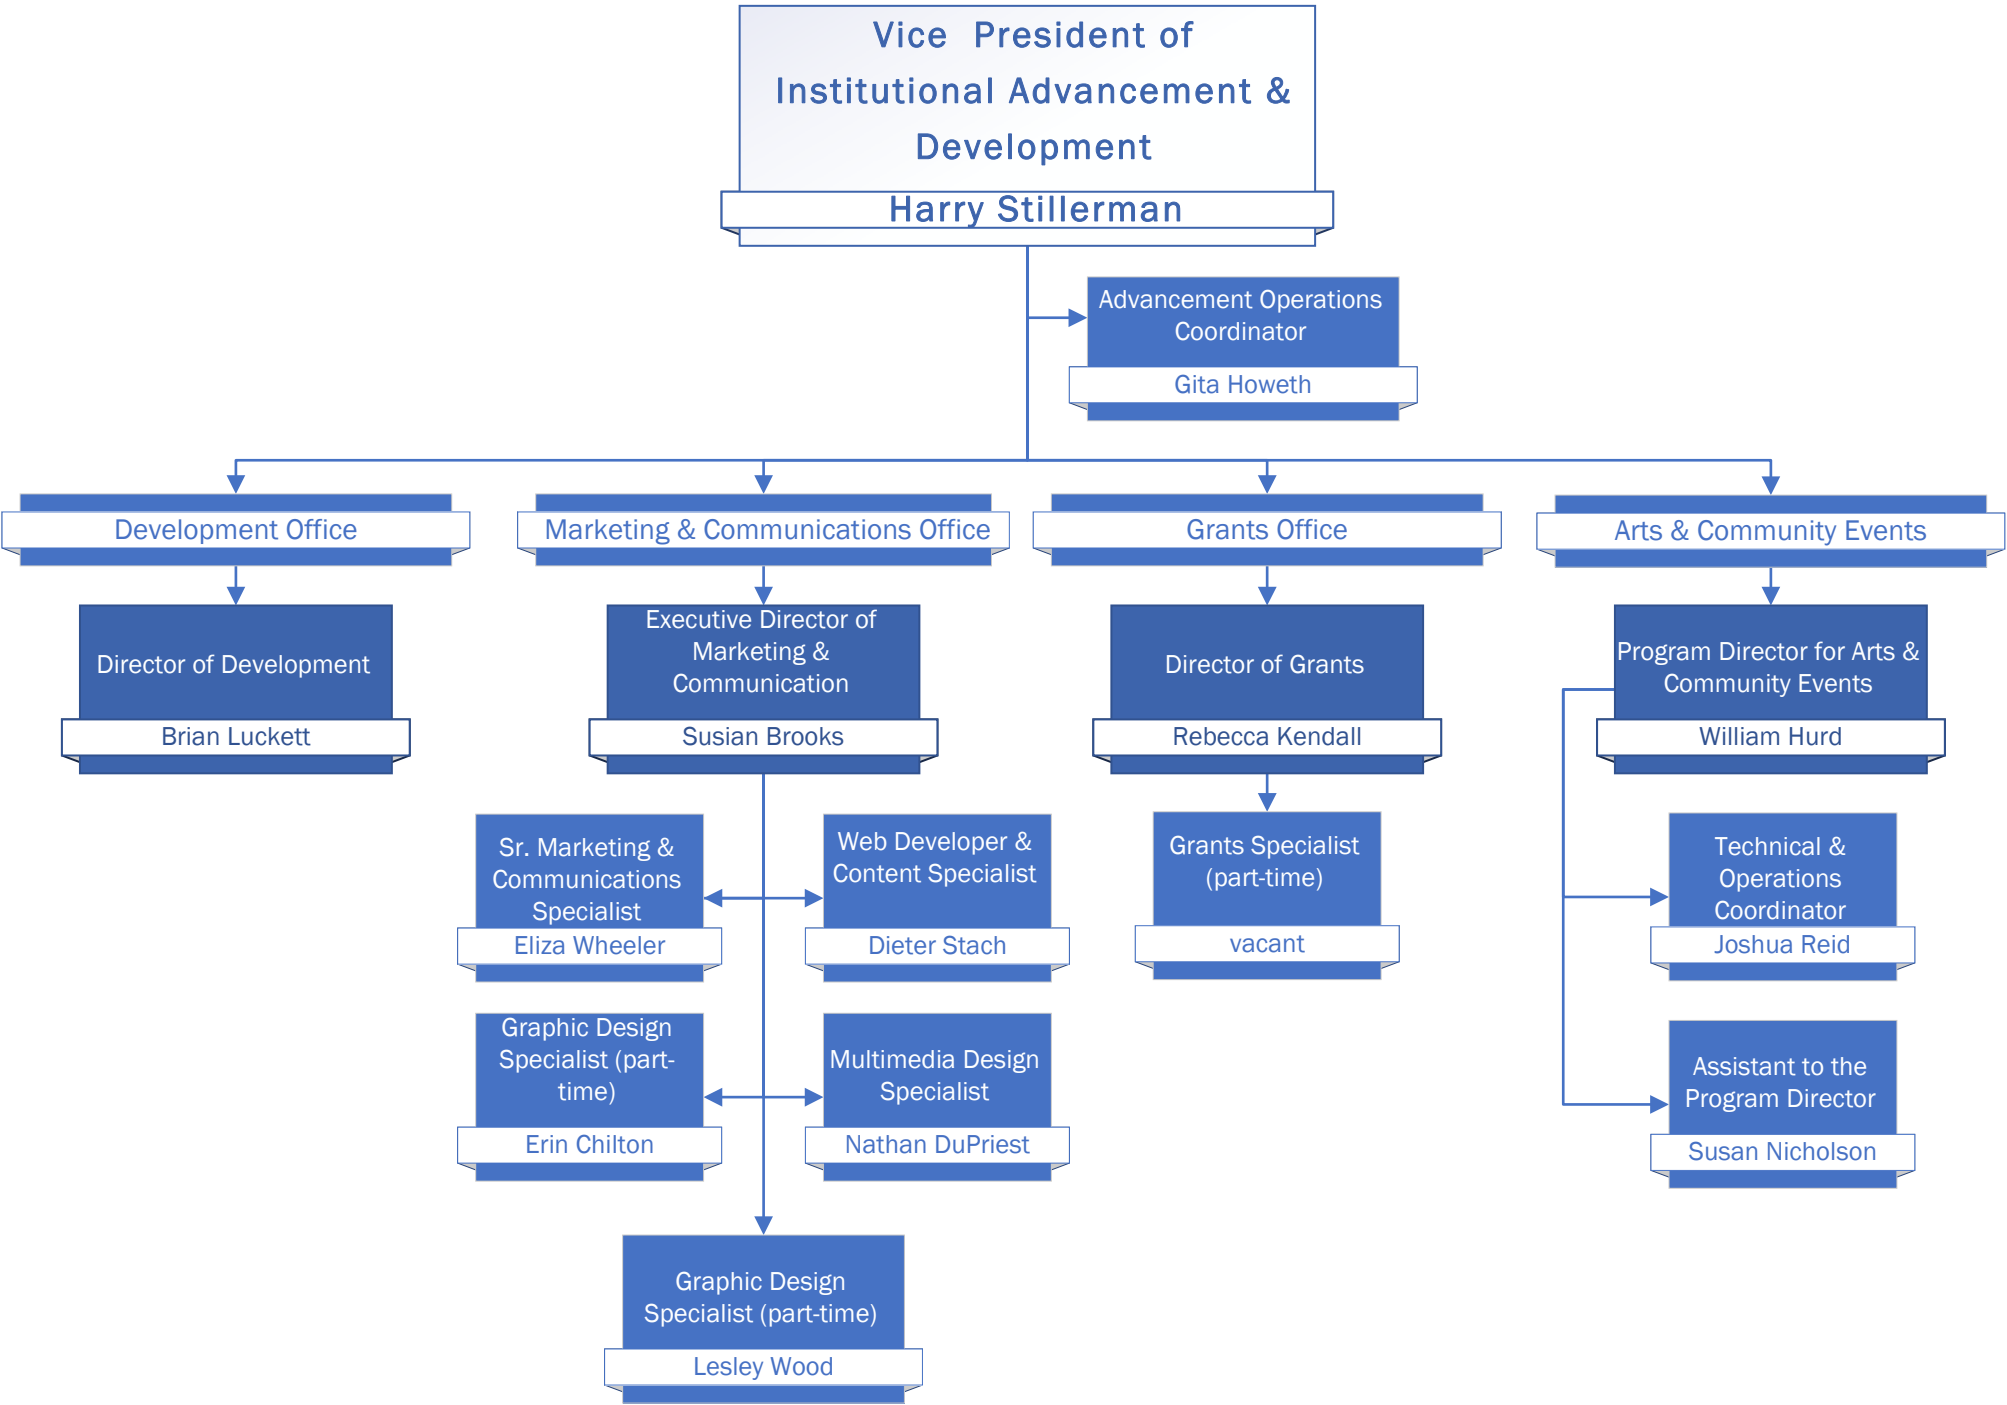 Vice President of
Institutional Advancement &
Development
Harry Stillerman
Advancement Operations
Coordinator
Gita Howeth
Development Office
Marketing & Communications Office
Grants Office
Arts & Community Events
Director of Development
Brian Luckett
Executive Director of
Marketing &
Communication
Susian Brooks
Director of Grants
Rebecca Kendall
Program Director for Arts &
Community Events
William Hurd
Sr. Marketing &
Communications
Specialist
Eliza Wheeler
Web Developer &
Content Specialist
Dieter Stach
Grants Specialist
(part-time)
vacant
Technical &
Operations
Coordinator
Joshua Reid
Graphic Design
Specialist (part-
time)
Erin Chilton
Multimedia Design
Specialist
Nathan DuPriest
Assistant to the
Program Director
Susan Nicholson
Graphic Design
Specialist (part-time)
Lesley Wood